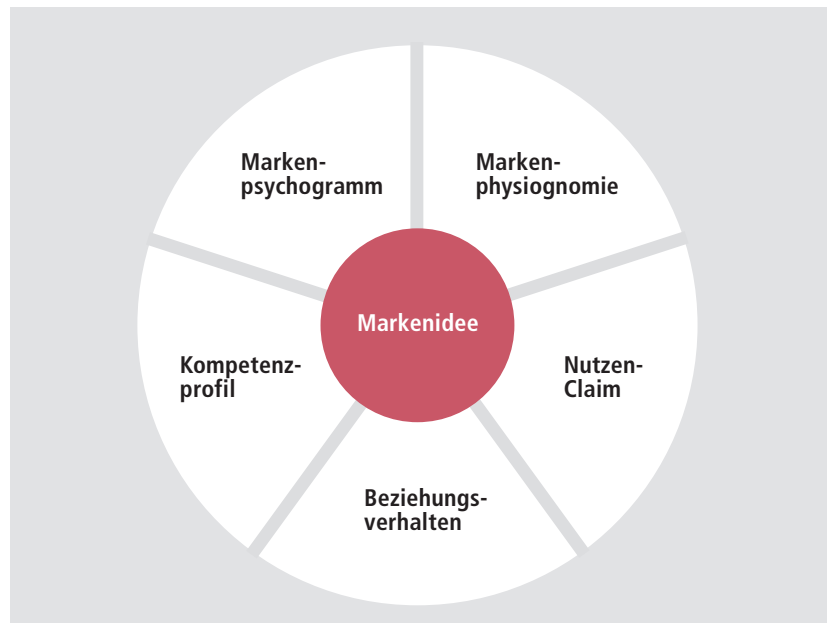 Marken-
psychogramm
Marken-
physiognomie
Markenidee
Kompetenz-
profil
Nutzen-
Claim
Beziehungs-
verhalten